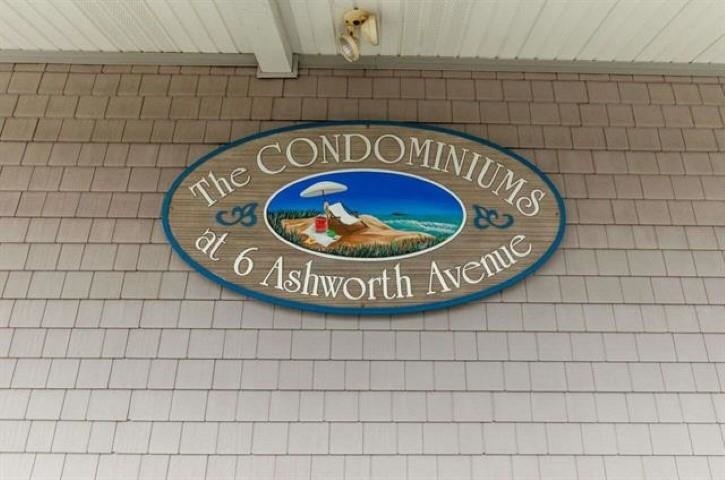 The CONDOMINIUMS
at 6 Ashworth Avenue